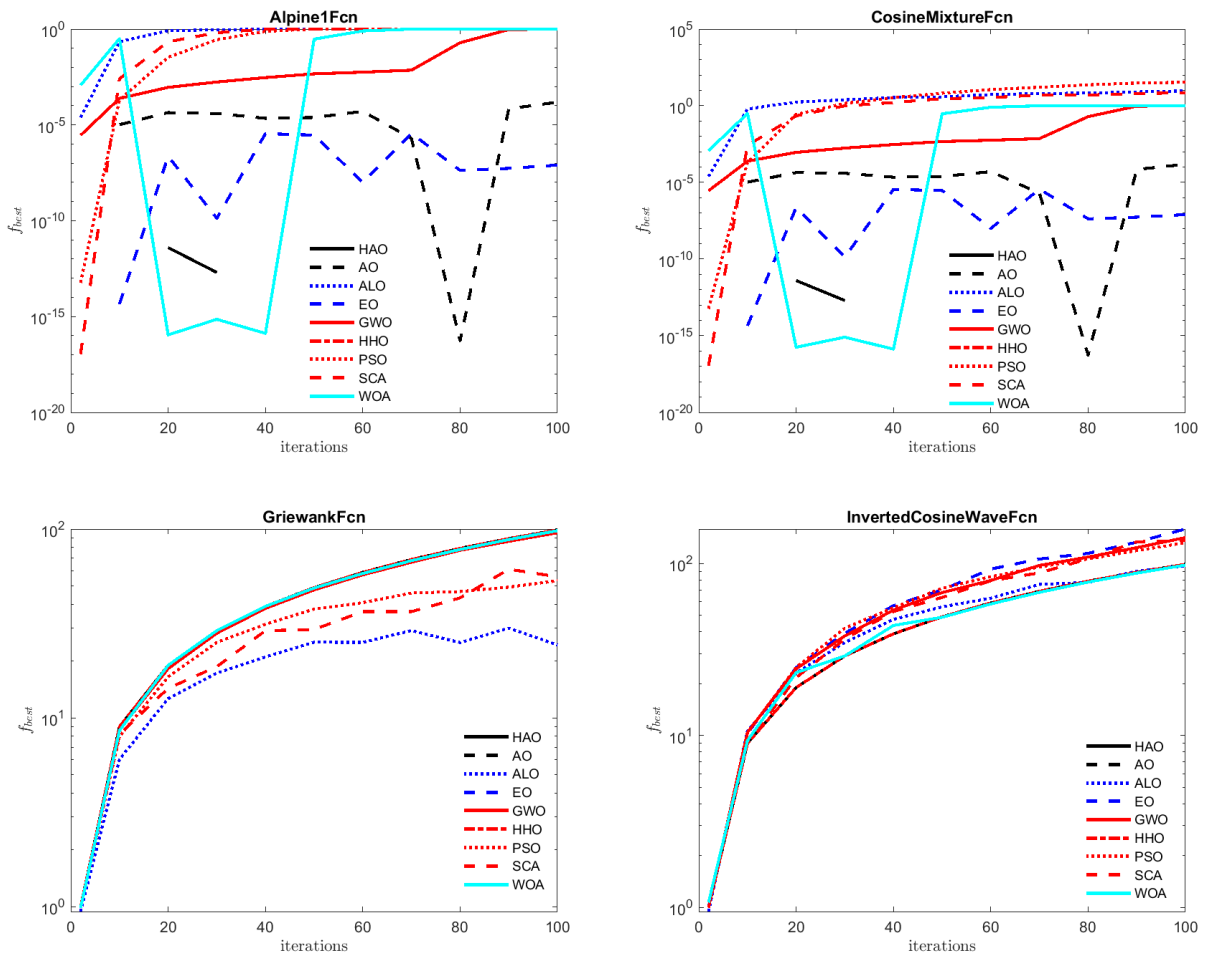 Alpine1Fcn
10^0
10^-5
10^-10
10^-15
10^-20
f_best
HAO
AO
ALO
EO
GWO
HHO
PSO
SCA
WOA
0 20 40 60 80 100
iterations
CosineMixtureFcn
10^5
10^0
10^-5
10^-10
10^-15
10^-20
f_best
HAO
AO
ALO
EO
GWO
HHO
PSO
SCA
WOA
0 20 40 60 80 100
iterations
GriewankFcn
10^2
10^1
10^0
f_best
HAO
AO
ALO
EO
GWO
HHO
PSO
SCA
WOA
0 20 40 60 80 100
iterations
InvertedCosineWaveFcn
10^2
10^1
10^0
f_best
HAO
AO
ALO
EO
GWO
HHO
PSO
SCA
WOA
0 20 40 60 80 100
iterations